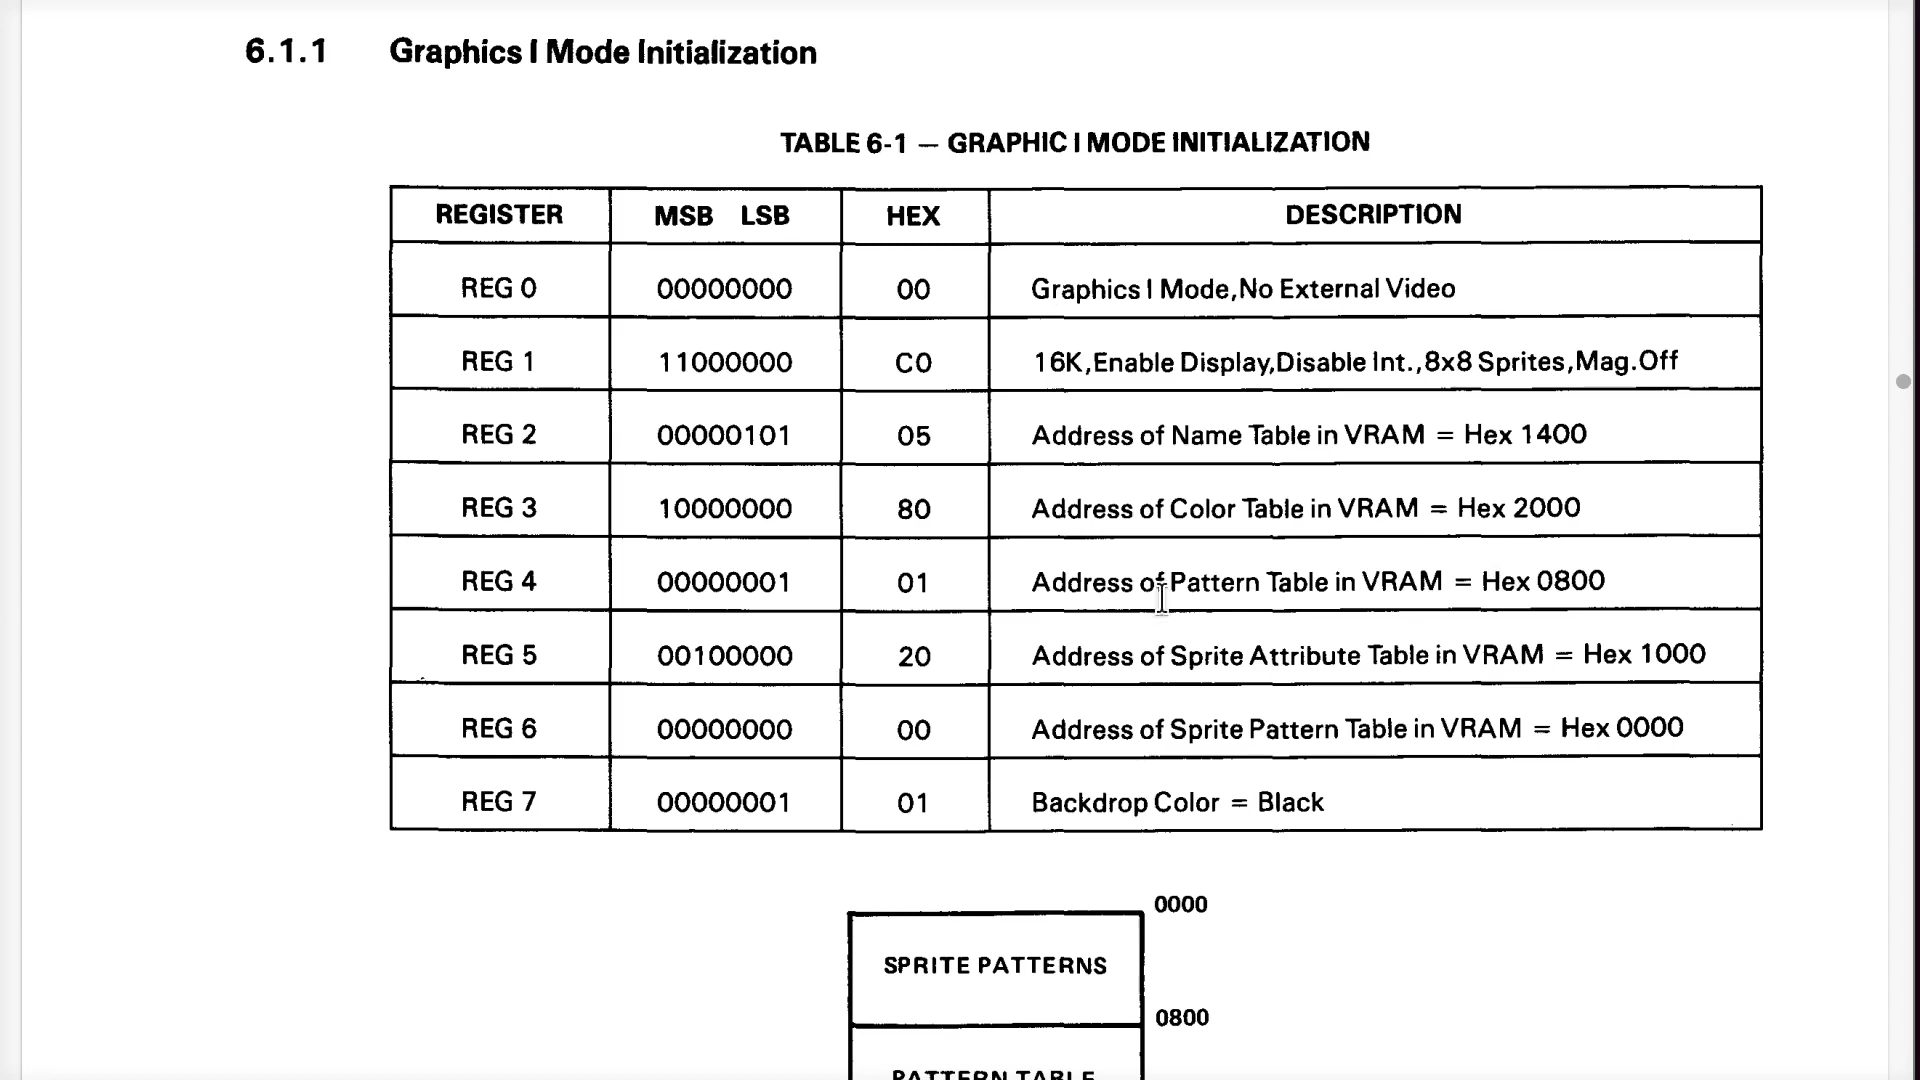 6.1.1 Graphics I Mode Initialization
TABLE 6-1 — GRAPHIC I MODE INITIALIZATION
REGISTER MSB LSB HEX DESCRIPTION
REG 0 00000000 00 Graphics I Mode,No External Video
REG 1 11000000 C0 16K,Enable Display,Disable Int.,8x8 Sprites,Mag.Off
REG 2 00000101 05 Address of Name Table in VRAM = Hex 1400
REG 3 10000000 80 Address of Color Table in VRAM = Hex 2000
REG 4 00000001 01 Address of Pattern Table in VRAM = Hex 0800
REG 5 00100000 20 Address of Sprite Attribute Table in VRAM = Hex 1000
REG 6 00000000 00 Address of Sprite Pattern Table in VRAM = Hex 0000
REG 7 00000001 01 Backdrop Color = Black
0000
SPRITE PATTERNS
0800
PATTERN TABLE